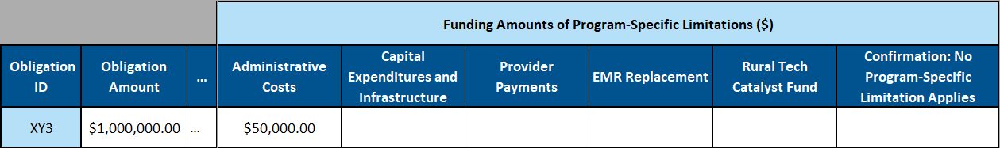 Funding Amounts of Program-Specific Limitations ($)
Obligation ID
Obligation Amount
...
Administrative Costs
Capital Expenditures and Infrastructure
Provider Payments
EMR Replacement
Rural Tech Catalyst Fund
Confirmation: No Program-Specific Limitation Applies
XY3
$1,000,000.00
...
$50,000.00